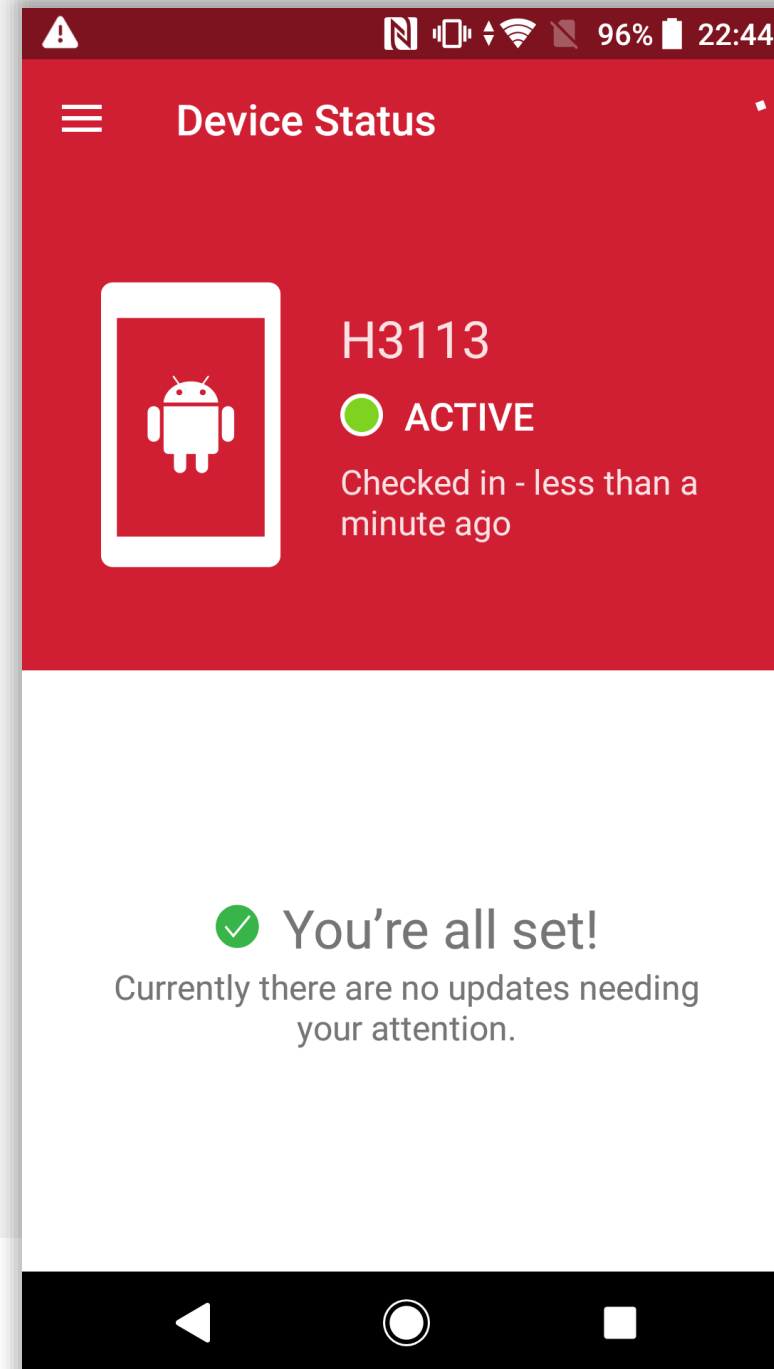 96% 22:44
Device Status
H3113
ACTIVE
Checked in - less than a
minute ago
You’re all set!
Currently there are no updates needing
your attention.